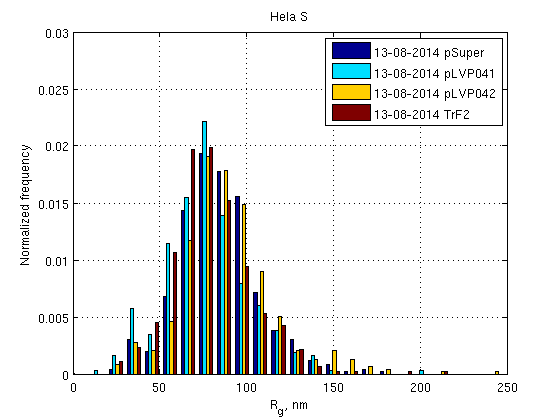 Hela S
0.03
0.025
0.02
0.015
0.01
0.005
0
Normalized frequency
13-08-2014 pSuper
13-08-2014 pLVP041
13-08-2014 pLVP042
13-08-2014 TrF2
0 50 100 150 200 250
Rg, nm